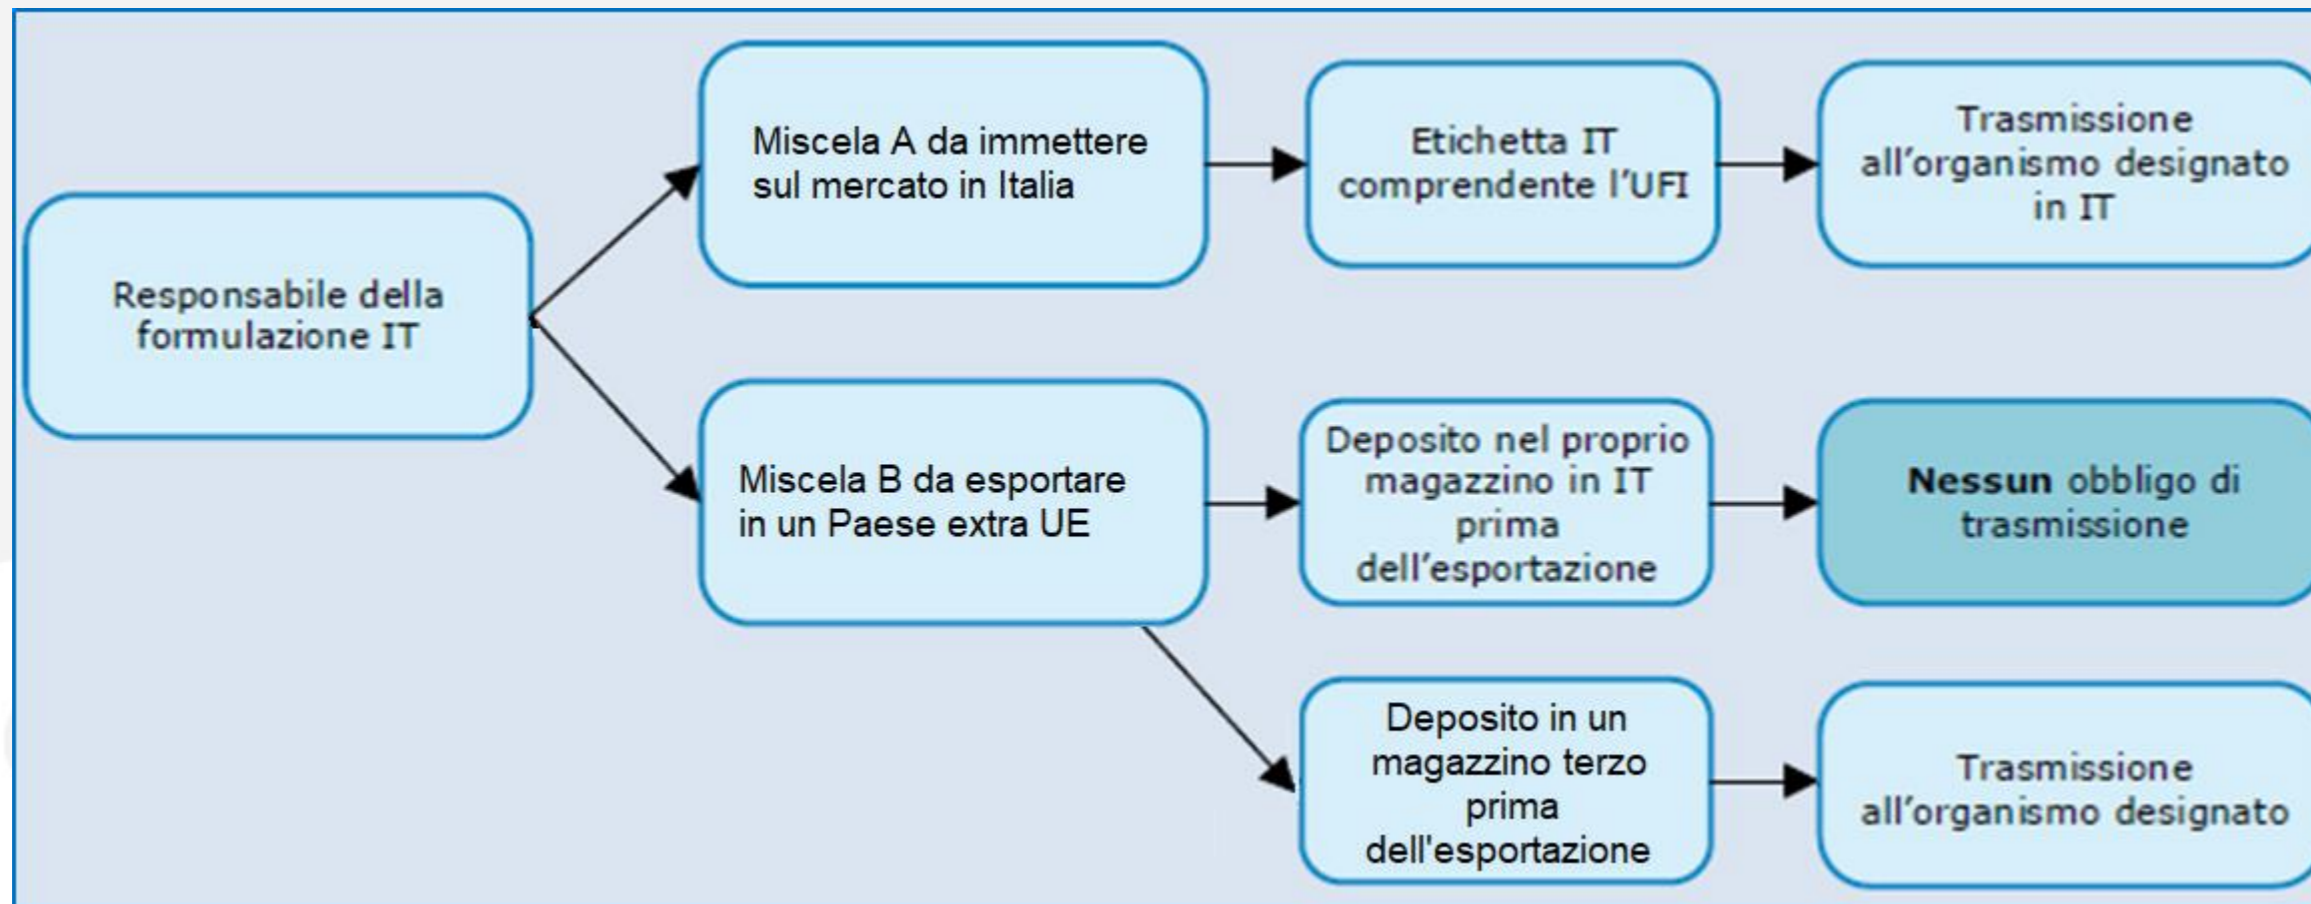 Responsabile della
formulazione IT
Miscela A da immettere
sul mercato in Italia
Etichetta IT
comprendente l'UFI
Trasmissione
all'organismo designato
in IT
Miscela B da esportare
in un Paese extra UE
Deposito nel proprio
magazzino in IT
prima
dell'esportazione
Nessun obbligo di
trasmissione
Deposito in un
magazzino terzo
prima
dell'esportazione
Trasmissione
all'organismo designato